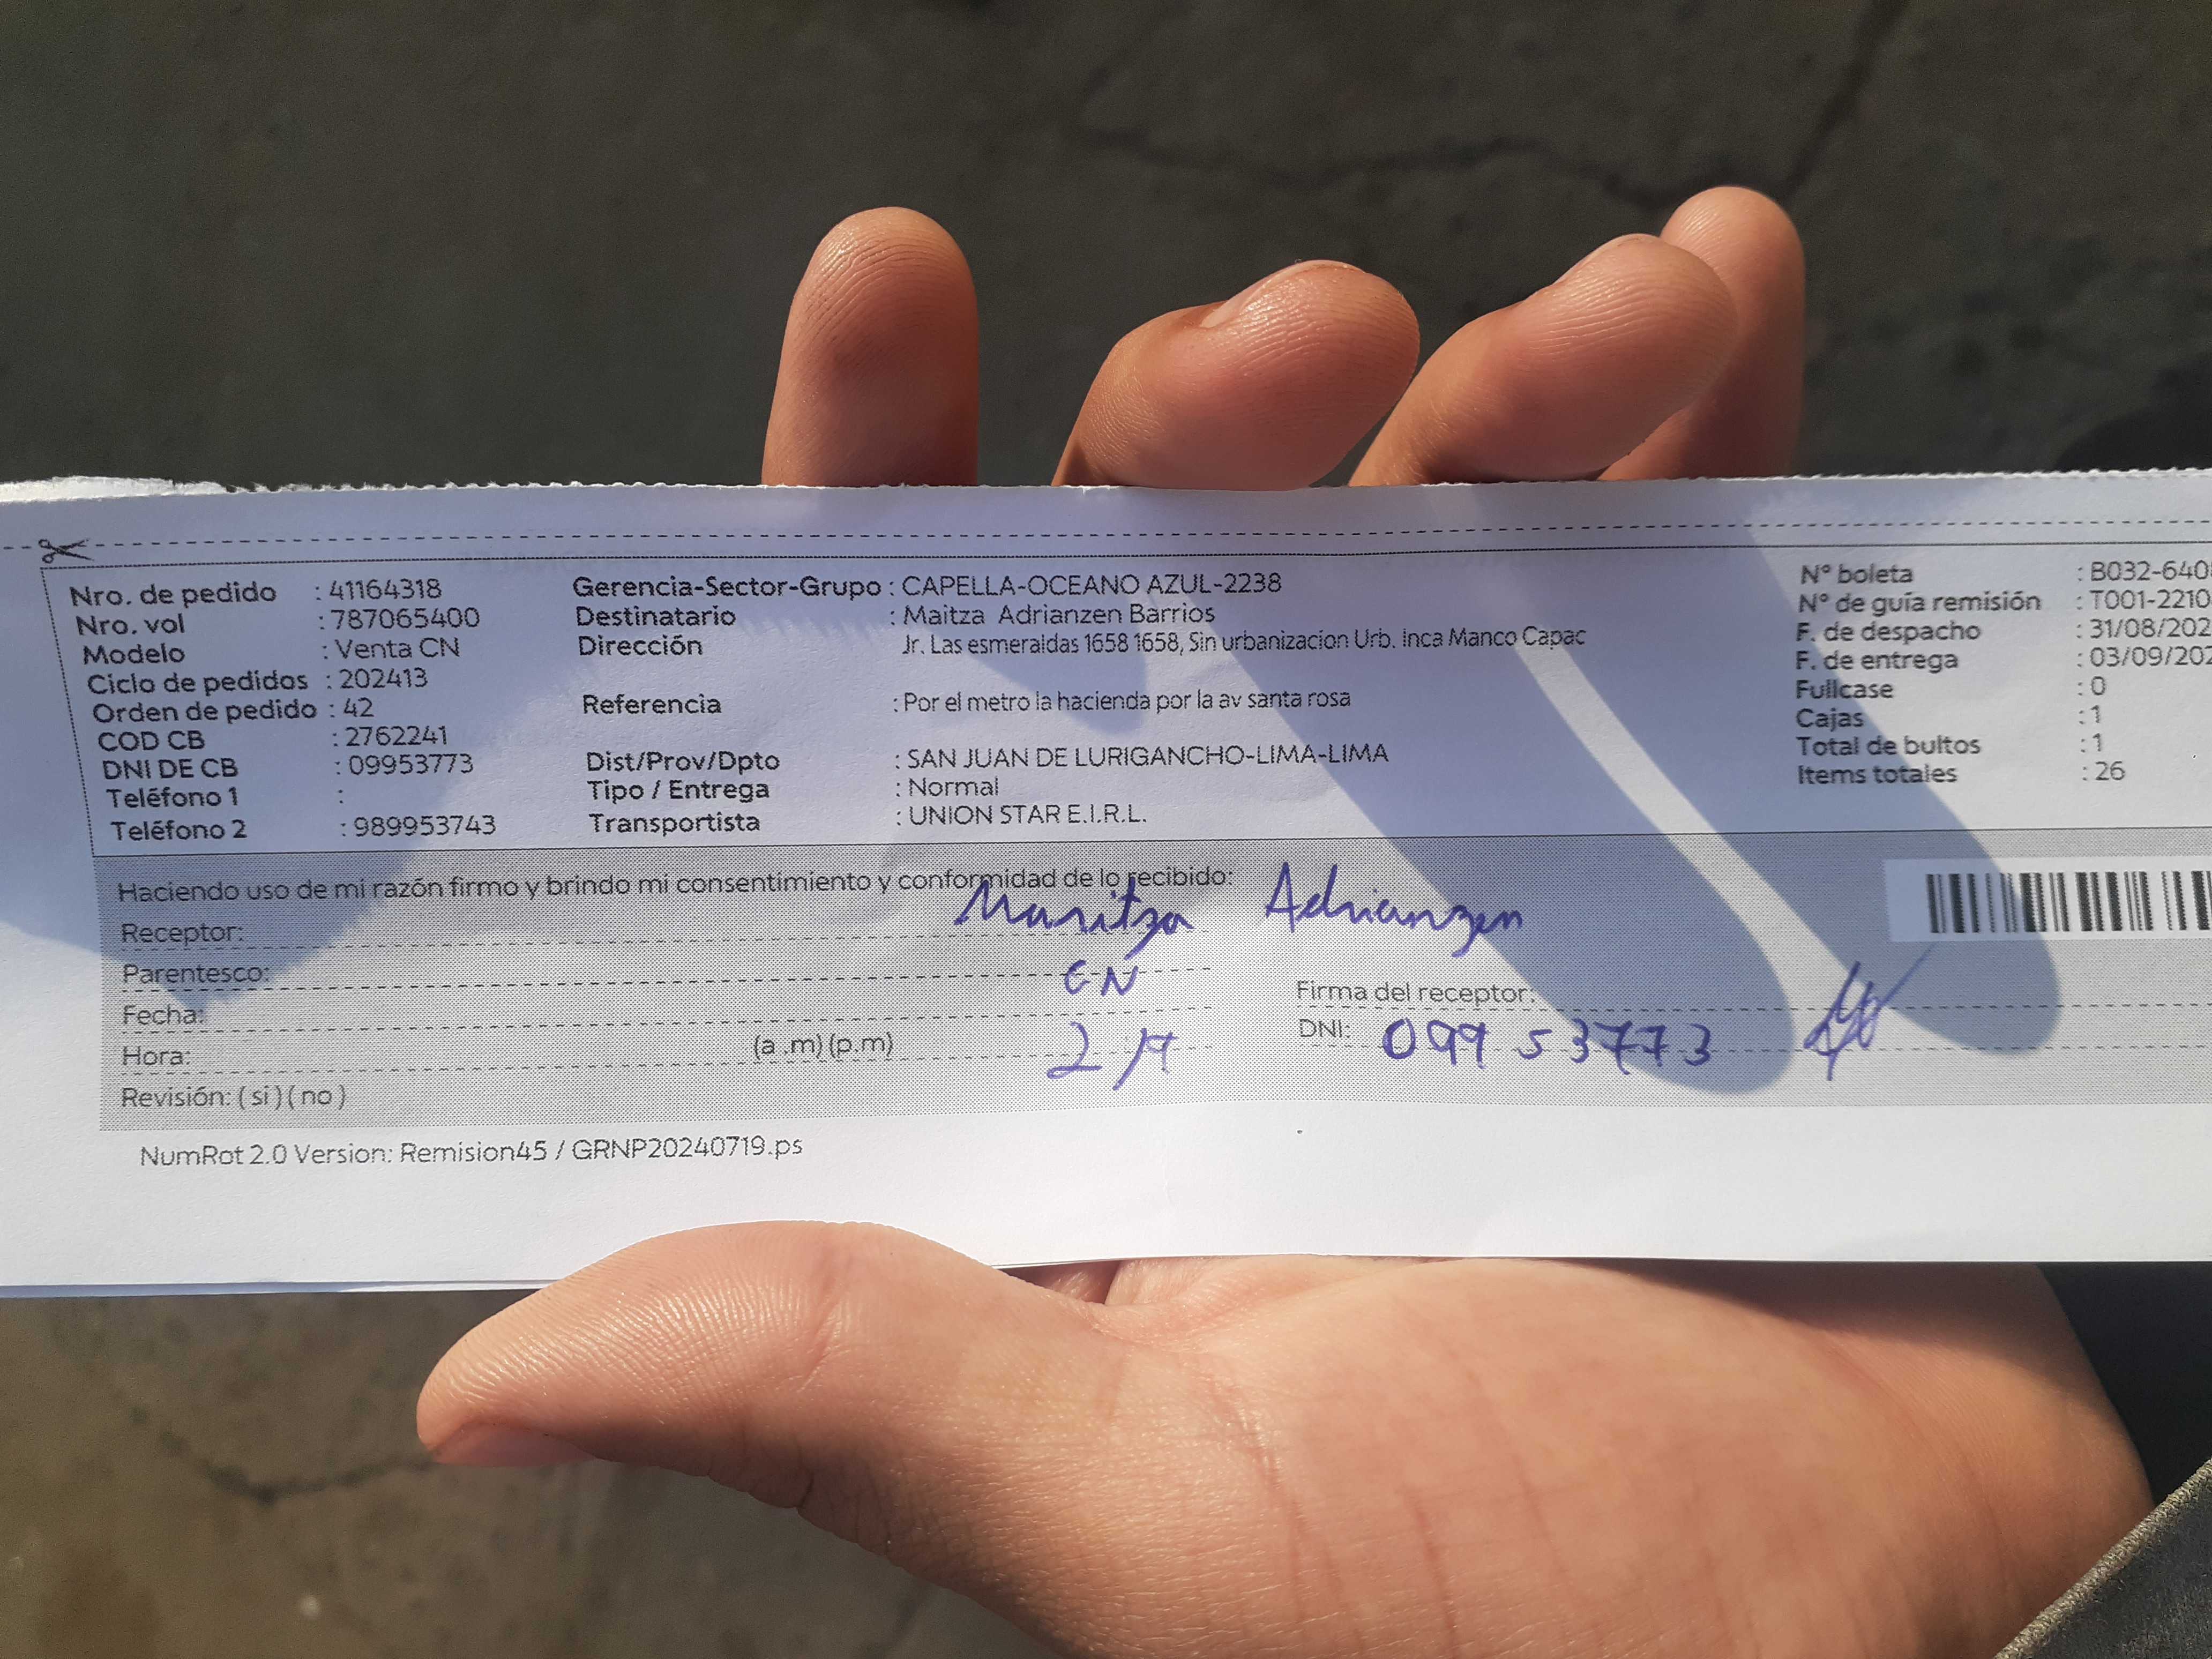 Nro. de pedido : 41164318
Nro. vol : 787065400
Modelo : Venta CN
Ciclo de pedidos : 202413
Orden de pedido : 42
COD CB : 2762241
DNI DE CB : 09953773
Teléfono 1 :
Teléfono 2 : 989953743
Gerencia-Sector-Grupo : CAPELLA-OCEANO AZUL-2238
Destinatario : Maitza Adrianzen Barrios
Dirección Jr. Las esmeraldas 1658 1658, Sin urbanizacion Urb. Inca Manco Capac
Referencia : Por el metro la hacienda por la av santa rosa
Dist/Prov/Dpto : SAN JUAN DE LURIGANCHO-LIMA-LIMA
Tipo / Entrega : Normal
Transportista : UNION STAR E.I.R.L.
N° boleta : B032-640
N° de guía remisión : T001-2210
F. de despacho : 31/08/202
F. de entrega : 03/09/202
Fullcase : 0
Cajas : 1
Total de bultos : 1
Items totales : 26
Haciendo uso de mi razón firmo y brindo mi consentimiento y conformidad de lo recibido:
Receptor: Maritza Adrianzen
Parentesco: CN
Fecha:
Hora: (a .m) (p.m) 2/9
Revisión: ( si ) ( no )
Firma del receptor:
DNI: 09953773
NumRot 2.0 Version: Remision45 / GRNP20240719.ps